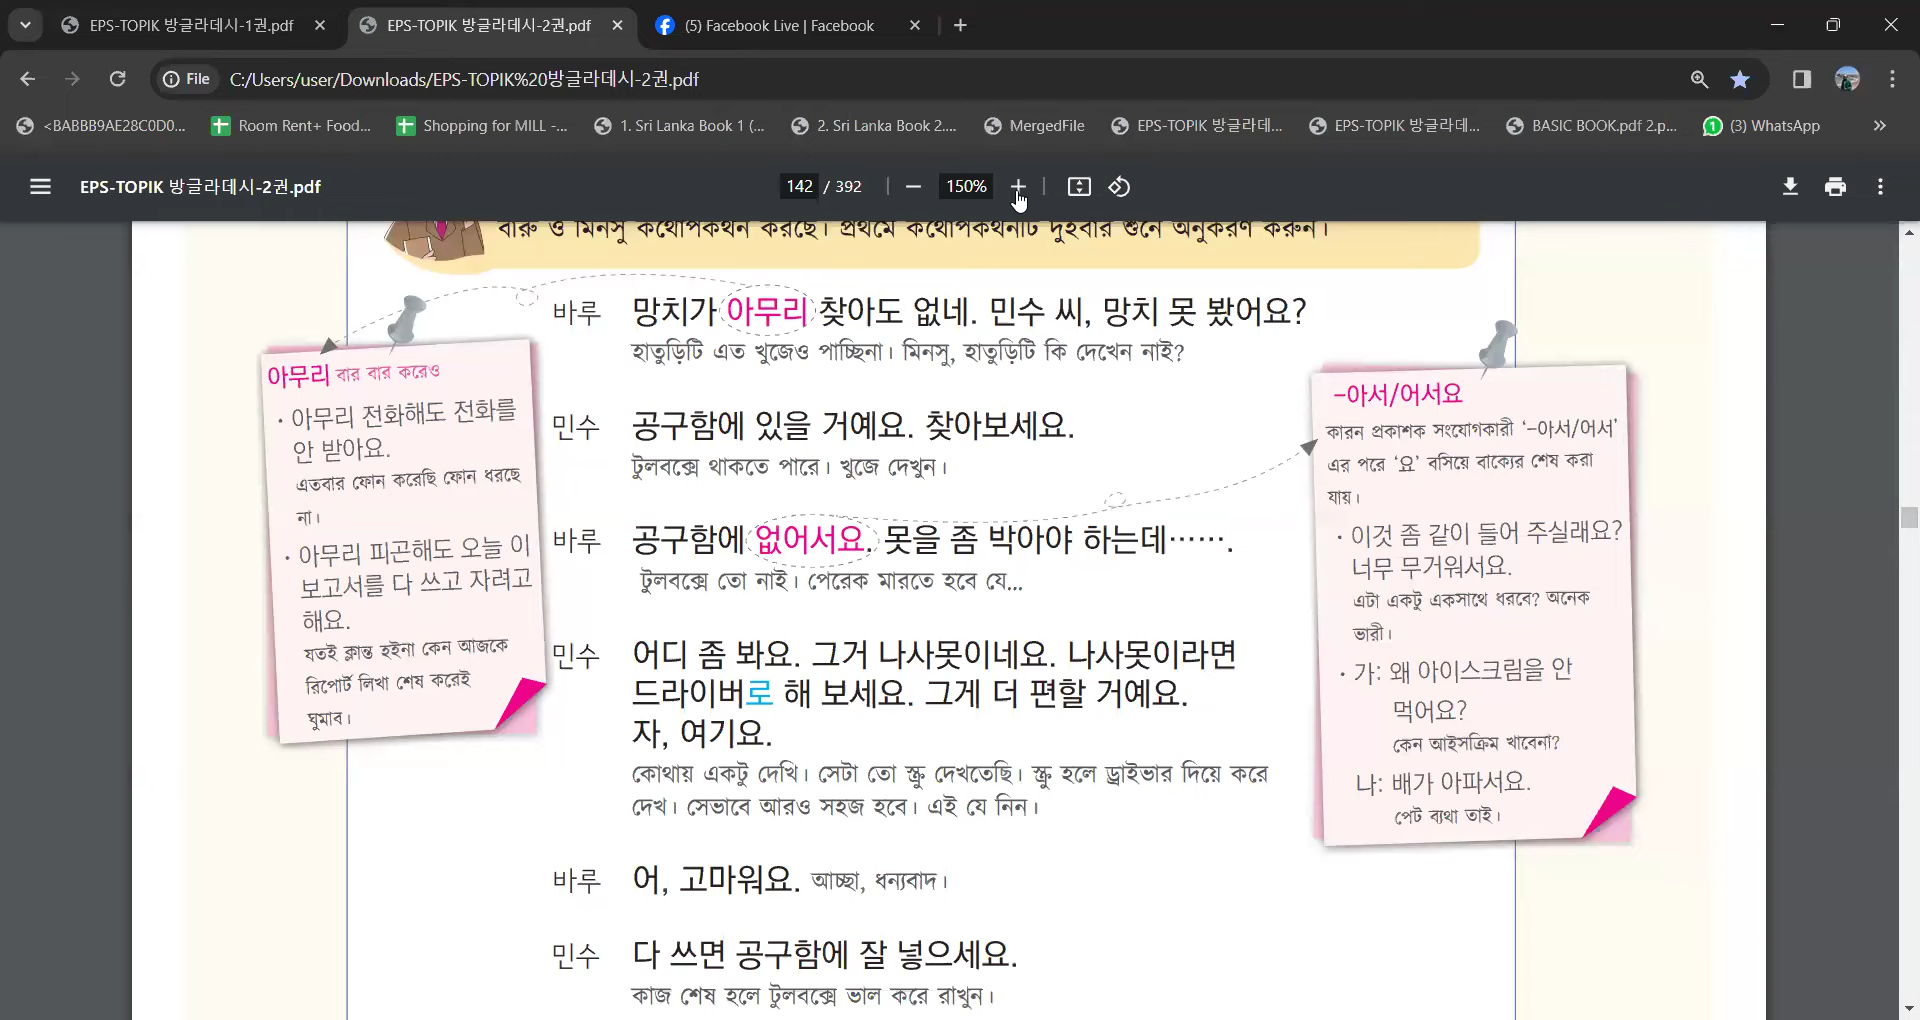 EPS-TOPIK 방글라데시-1권.pdf
EPS-TOPIK 방글라데시-2권.pdf
(5) Facebook Live | Facebook
File
C:/Users/user/Downloads/EPS-TOPIK%20방글라데시-2권.pdf
<BABBB9AE28C0D0...
Room Rent+ Food...
Shopping for MILL -...
1. Sri Lanka Book 1 (...
2. Sri Lanka Book 2....
MergedFile
EPS-TOPIK 방글라데...
EPS-TOPIK 방글라데...
BASIC BOOK.pdf 2.p...
(3) WhatsApp
EPS-TOPIK 방글라데시-2권.pdf
142 / 392
150%
বারু ও মিনসু কথোপকথন করছে। প্রথমে কথোপকথনটি দুইবার শুনে অনুকরণ করুন।
바루 망치가 아무리 찾아도 없네. 민수 씨, 망치 못 봤어요?
হাতুড়িটি এত খুজেও পাচ্ছিনা। মিনসু, হাতুড়িটি কি দেখেন নাই?
민수 공구함에 있을 거예요. 찾아보세요.
টুলবক্সে থাকতে পারে। খুজে দেখুন।
바루 공구함에 없어서요. 못을 좀 박아야 하는데…….
টুলবক্সে তো নাই। পেরেক মারতে হবে যে...
민수 어디 좀 봐요. 그거 나사못이네요. 나사못이라면
드라이버로 해 보세요. 그게 더 편할 거예요.
자, 여기요.
কোথায় একটু দেখি। সেটা তো স্ক্রু দেখতেছি। স্ক্রু হলে ড্রাইভার দিয়ে করে
দেখ। সেভাবে আরও সহজ হবে। এই যে নিন।
바루 어, 고마워요. আচ্ছা, ধন্যবাদ।
민수 다 쓰면 공구함에 잘 넣으세요.
কাজ শেষ হলে টুলবক্সে ভাল করে রাখুন।
아무리 বার বার করেও
· 아무리 전화해도 전화를
안 받아요.
এতবার ফোন করেছি ফোন ধরছে
না।
· 아무리 피곤해도 오늘 이
보고서를 다 쓰고 자려고
해요.
যতই ক্লান্ত হইনা কেন আজকে
রিপোর্ট লিখা শেষ করেই
ঘুমাব।
-아서/어서요
কারন প্রকাশক সংযোগকারী ‘-아서/어서’
এর পরে ‘요’ বসিয়ে বাক্যের শেষ করা
যায়।
· 이것 좀 같이 들어 주실래요?
너무 무거워서요.
এটা একটু একসাথে ধরবে? অনেক
ভারী।
· 가: 왜 아이스크림을 안
먹어요?
কেন আইসক্রিম খাবেনা?
나: 배가 아파서요.
পেট ব্যথা তাই।